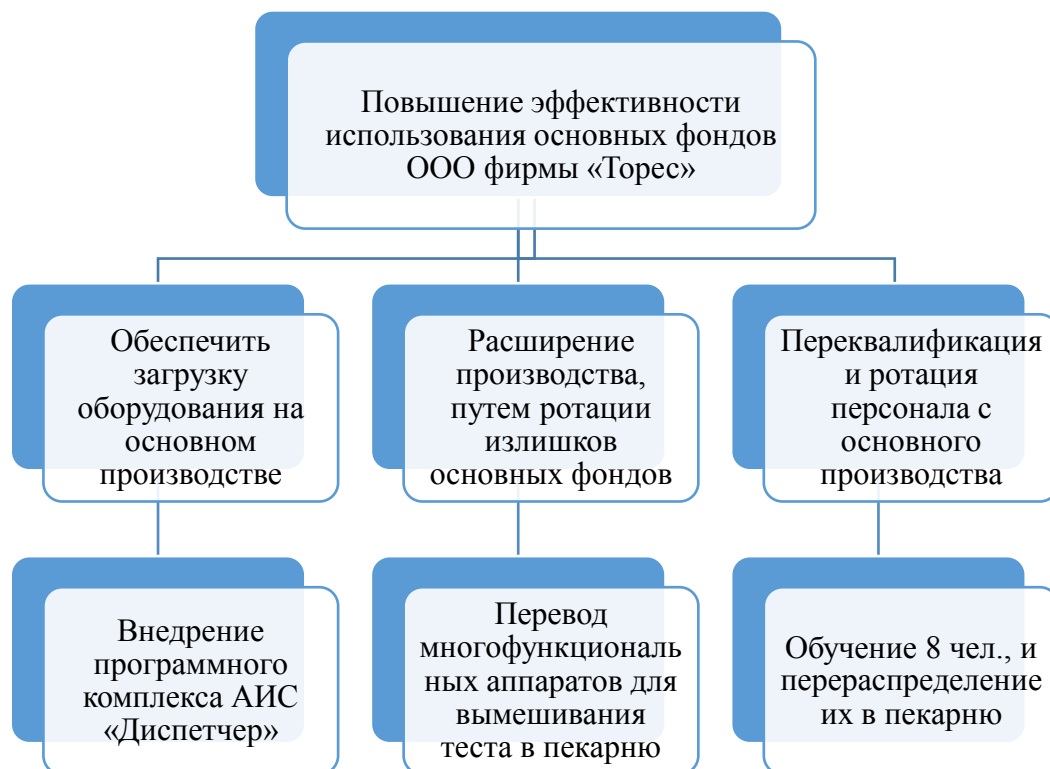 Повышение эффективности
использования основных фондов
ООО фирмы «Торес»
Обеспечить
загрузку
оборудования на
основном
производстве
Расширение
производства,
путем ротации
излишков
основных фондов
Переквалификация
и ротация
персонала с
основного
производства
Внедрение
программного
комплекса АИС
«Диспетчер»
Перевод
многофункциональ
ных аппаратов для
вымешивания
теста в пекарню
Обучение 8 чел., и
перераспределение
их в пекарню